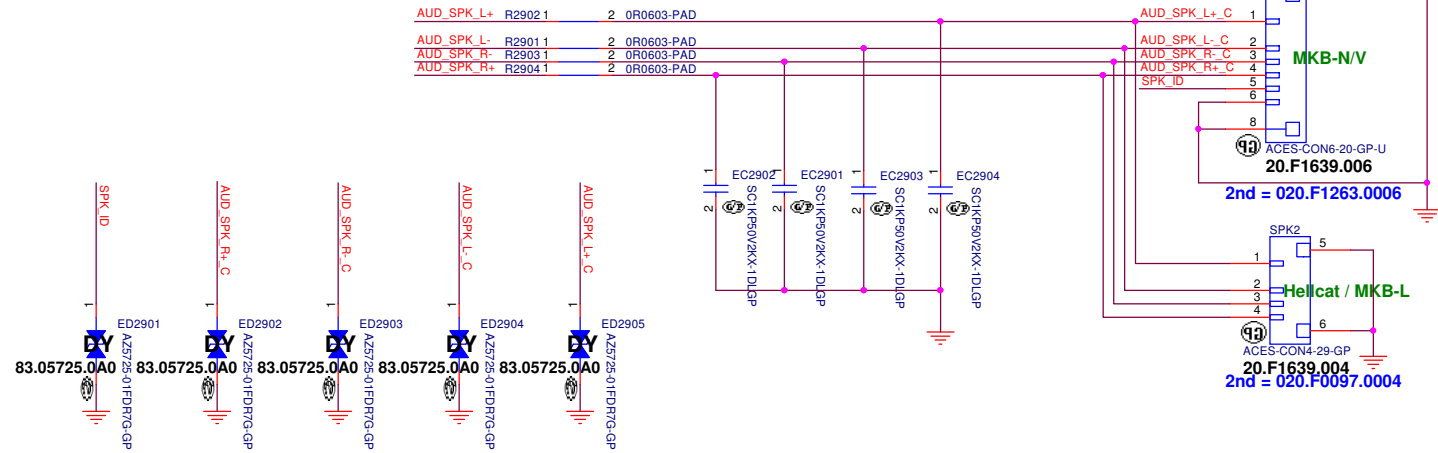 AUD_SPK_L+ R2902 1 2 0R0603-PAD AUD_SPK_L+_C 1
AUD_SPK_L- R2901 1 2 0R0603-PAD AUD_SPK_L-_C 2
AUD_SPK_R- R2903 1 2 0R0603-PAD AUD_SPK_R-_C 3
AUD_SPK_R+ R2904 1 2 0R0603-PAD AUD_SPK_R+_C 4
SPK_ID 5
6
8
MKB-N/V
ACES-CON6-20-GP-U
20.F1639.006
2nd = 020.F1263.0006
1 EC2902 2 SC1KP50V2KX-1DLGP
1 EC2901 2 SC1KP50V2KX-1DLGP
1 EC2903 2 SC1KP50V2KX-1DLGP
1 EC2904 2 SC1KP50V2KX-1DLGP
SPK2
5
1
2
3
4
6
Hellcat / MKB-L
ACES-CON4-29-GP
20.F1639.004
2nd = 020.F0097.0004
SPK_ID
1
ED2901
DY
83.05725.0A0
AZ5725-01FDR7G-GP
AUD_SPK_R+_C
1
ED2902
DY
83.05725.0A0
AZ5725-01FDR7G-GP
AUD_SPK_R-_C
1
ED2903
DY
83.05725.0A0
AZ5725-01FDR7G-GP
AUD_SPK_L-_C
1
ED2904
DY
83.05725.0A0
AZ5725-01FDR7G-GP
AUD_SPK_L+_C
1
ED2905
DY
83.05725.0A0
AZ5725-01FDR7G-GP